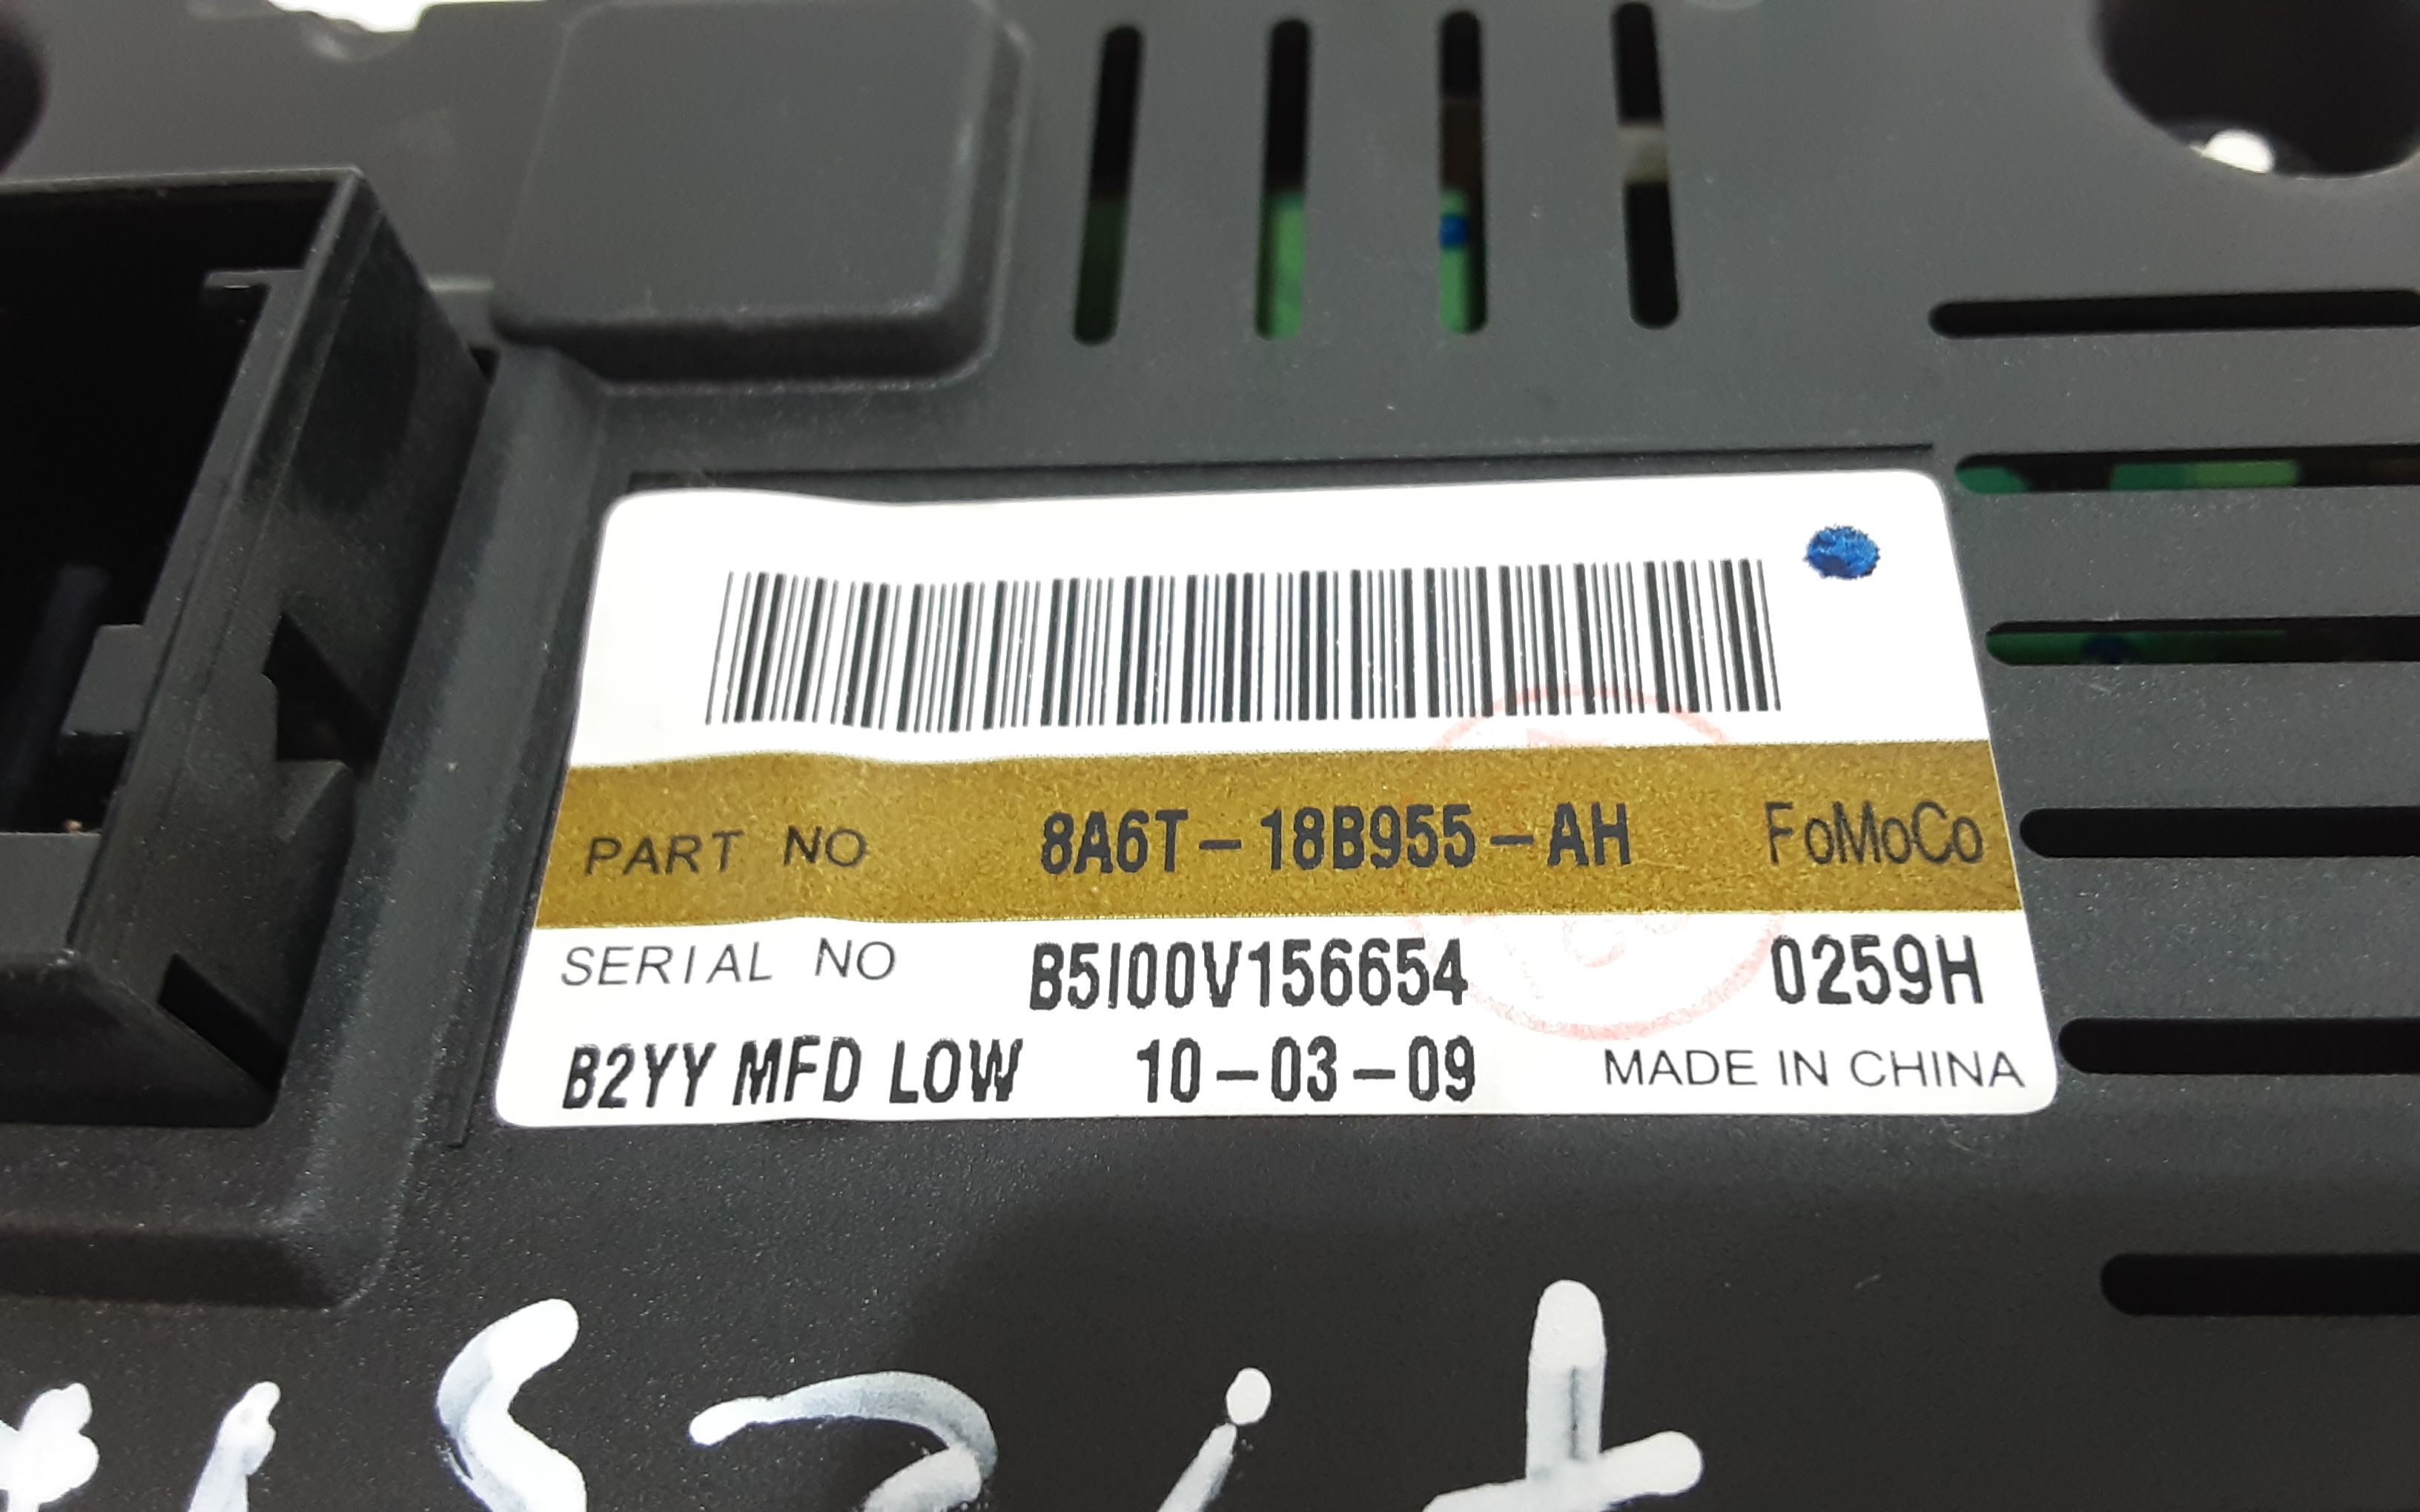 PART NO 8A6T-18B955-AH FoMoCo
SERIAL NO B5I00V156654 0259H
B2YY MFD LOW 10-03-09 MADE IN CHINA